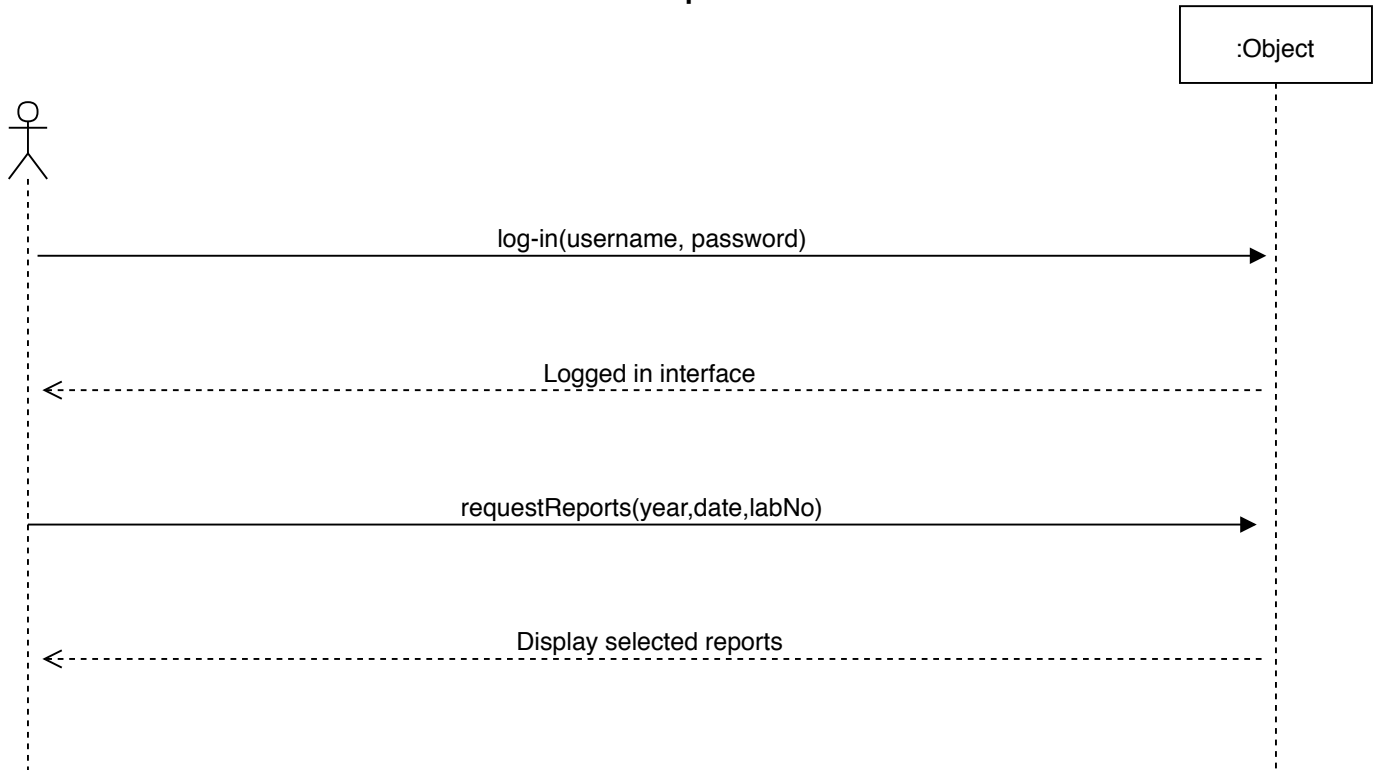 :Object
log-in(username, password)
Logged in interface
requestReports(year,date,labNo)
Display selected reports